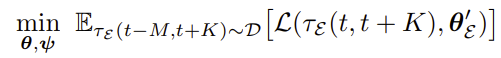 min_{θ,ψ} 𝔼_{τ_ℰ(t−M,t+K)∼𝒟}[ℒ(τ_ℰ(t, t + K), θ′_ℰ)]